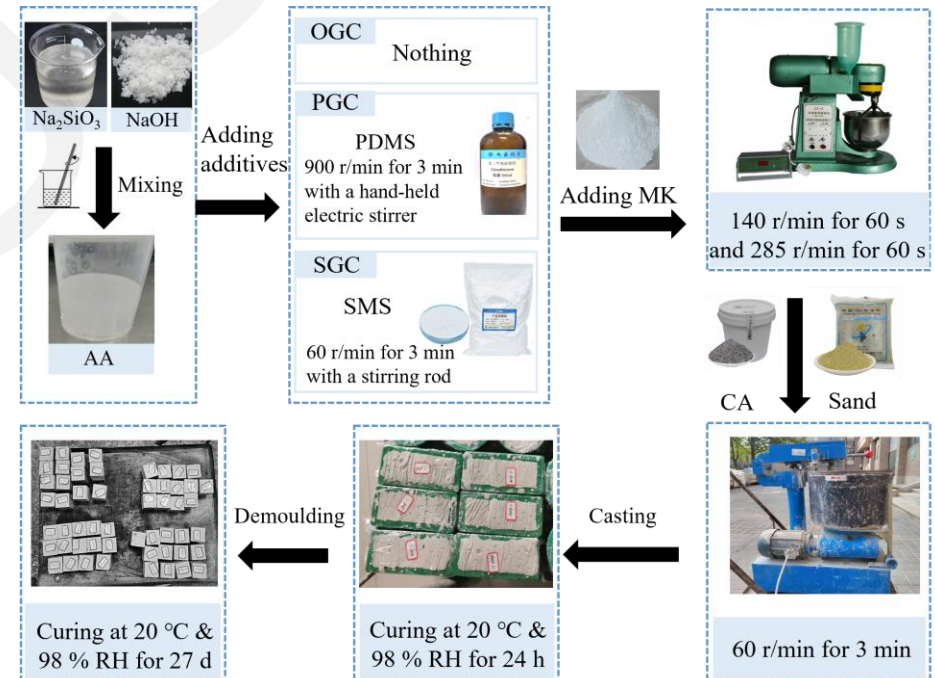 Na₂SiO₃
NaOH
Mixing
AA
Adding
additives
OGC
Nothing
PGC
PDMS
900 r/min for 3 min
with a hand-held
electric stirrer
SGC
SMS
60 r/min for 3 min
with a stirring rod
Adding MK
140 r/min for 60 s
and 285 r/min for 60 s
CA
Sand
60 r/min for 3 min
Casting
Curing at 20 ℃ &
98 % RH for 24 h
Demoulding
Curing at 20 ℃ &
98 % RH for 27 d